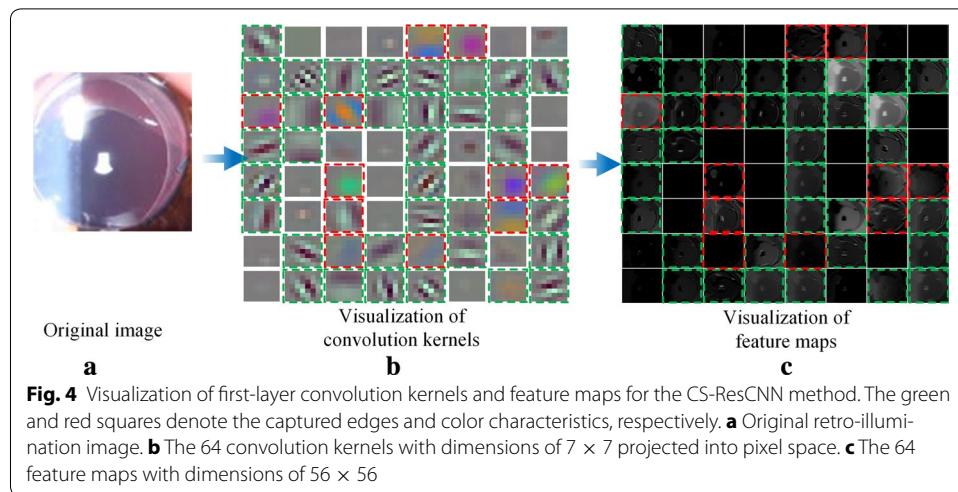 Original image
a
Visualization of
convolution kernels
b
Visualization of
feature maps
c
Fig. 4 Visualization of first-layer convolution kernels and feature maps for the CS-ResCNN method. The green
and red squares denote the captured edges and color characteristics, respectively. a Original retro-illumi-
nation image. b The 64 convolution kernels with dimensions of 7 × 7 projected into pixel space. c The 64
feature maps with dimensions of 56 × 56